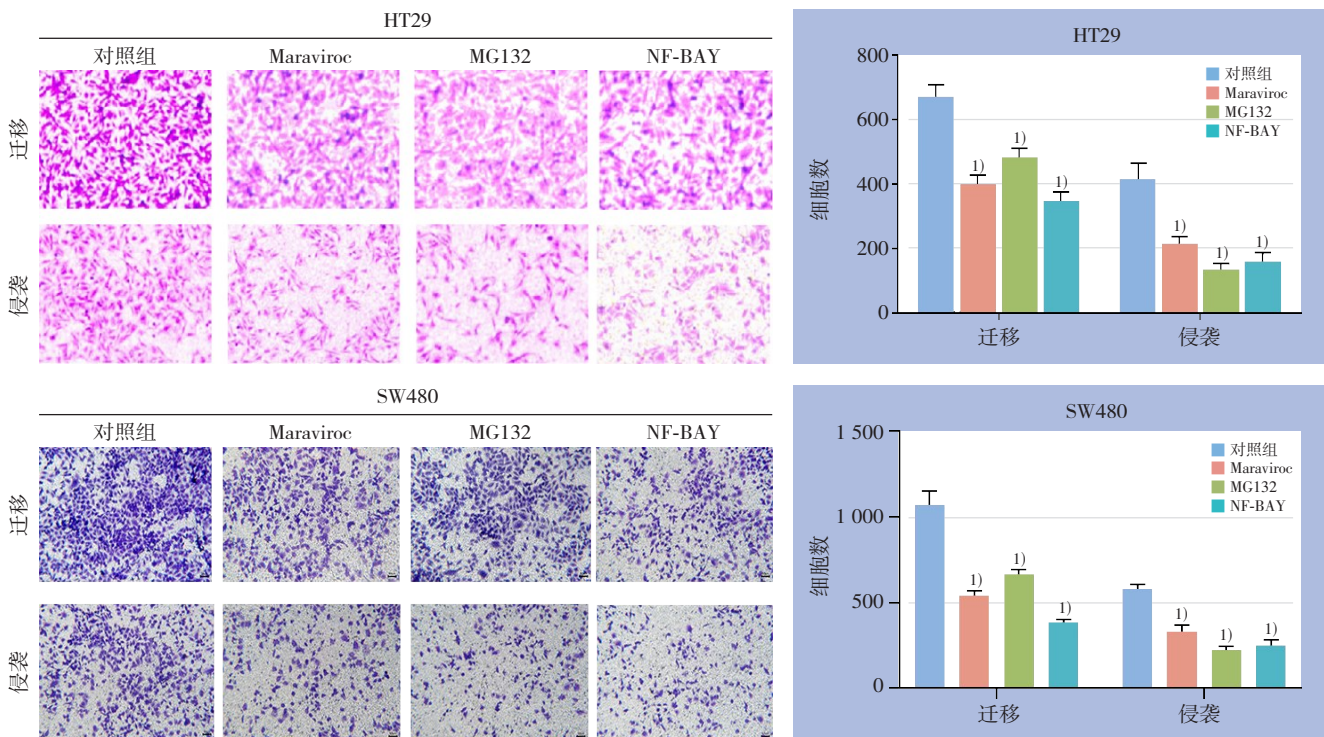 HT29
对照组 Maraviroc MG132 NF-BAY
迁移
侵袭
HT29
800
600
400
200
0
细胞数
对照组
Maraviroc
MG132
NF-BAY
1) 1) 1) 1) 1) 1)
迁移 侵袭
SW480
对照组 Maraviroc MG132 NF-BAY
迁移
侵袭
SW480
1 500
1 000
500
0
细胞数
对照组
Maraviroc
MG132
NF-BAY
1) 1) 1) 1) 1) 1)
迁移 侵袭